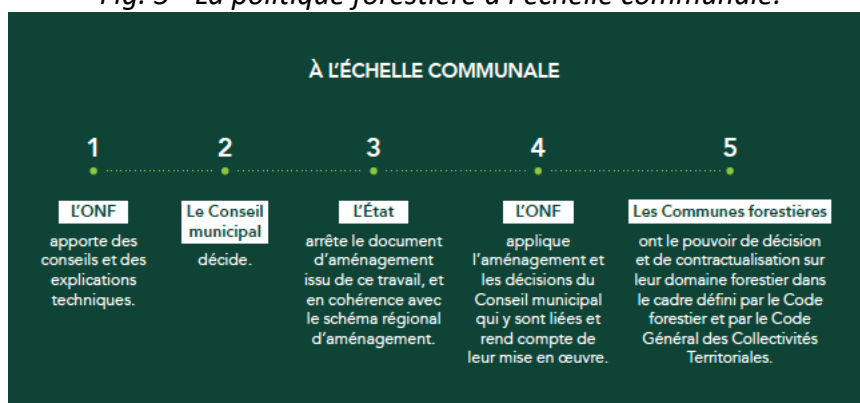 Fig. 3 - La politique forestière à l'échelle communale.
À L'ÉCHELLE COMMUNALE
1
L'ONF
apporte des
conseils et des
explications
techniques.
2
Le Conseil
municipal
décide.
3
L'État
arrête le document
d'aménagement
issu de ce travail, et
en cohérence avec
le schéma régional
d'aménagement.
4
L'ONF
applique
l'aménagement et
les décisions du
Conseil municipal
qui y sont liées et
rend compte de
leur mise en œuvre.
5
Les Communes forestières
ont le pouvoir de décision
et de contractualisation sur
leur domaine forestier dans
le cadre défini par le Code
forestier et par le Code
Général des Collectivités
Territoriales.